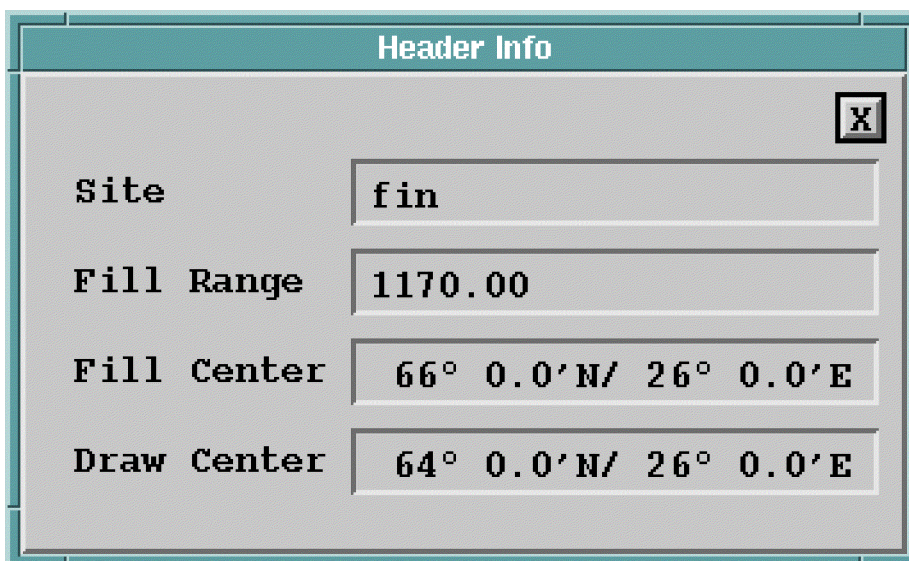 Header Info
X
Site fin
Fill Range 1170.00
Fill Center 66° 0.0′N/ 26° 0.0′E
Draw Center 64° 0.0′N/ 26° 0.0′E